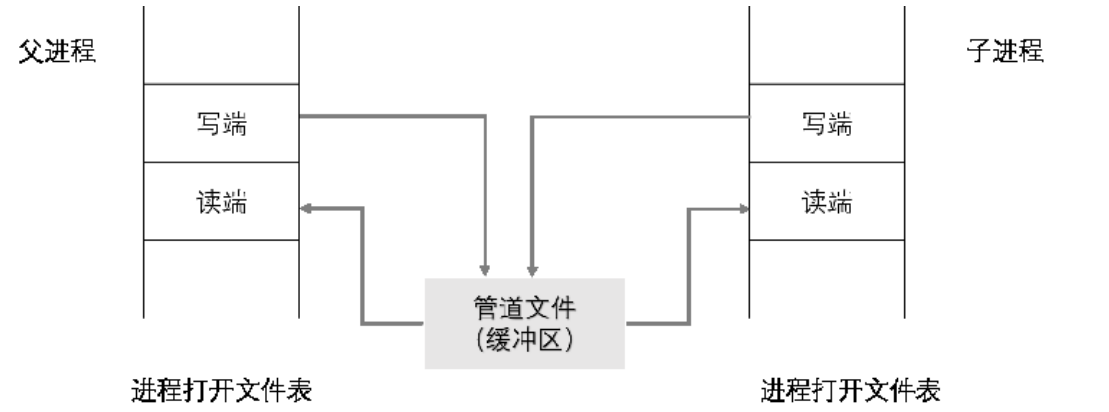 父进程
子进程
写端
写端
读端
读端
管道文件
(缓冲区)
进程打开文件表
进程打开文件表